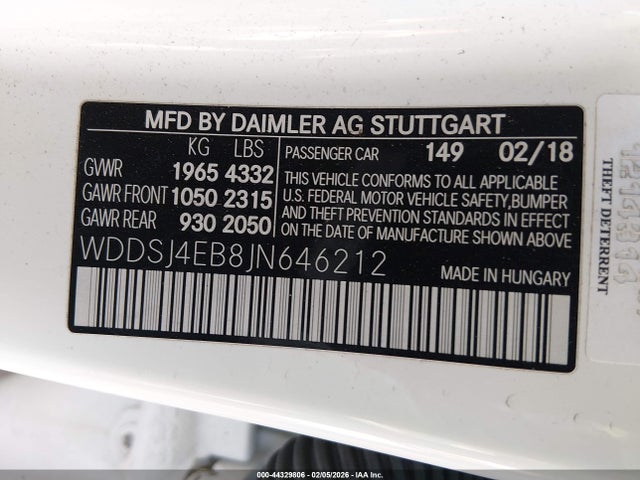 MFD BY DAIMLER AG STUTTGART
KG LBS
GWWR 1965 4332
GAWR FRONT 1050 2315
GAWR REAR 930 2050
PASSENGER CAR 149 02/18
THIS VEHICLE CONFORMS TO ALL APPLICABLE
U.S. FEDERAL MOTOR VEHICLE SAFETY,BUMPER
AND THEFT PREVENTION STANDARDS IN EFFECT
ON THE DATE OF MANUFACTURE SHOWN ABOVE
WDDSJ4EB8JN646212
MADE IN HUNGARY
THEFT DETERRENT
000-44329806 - 02/05/2026 - IAA Inc.